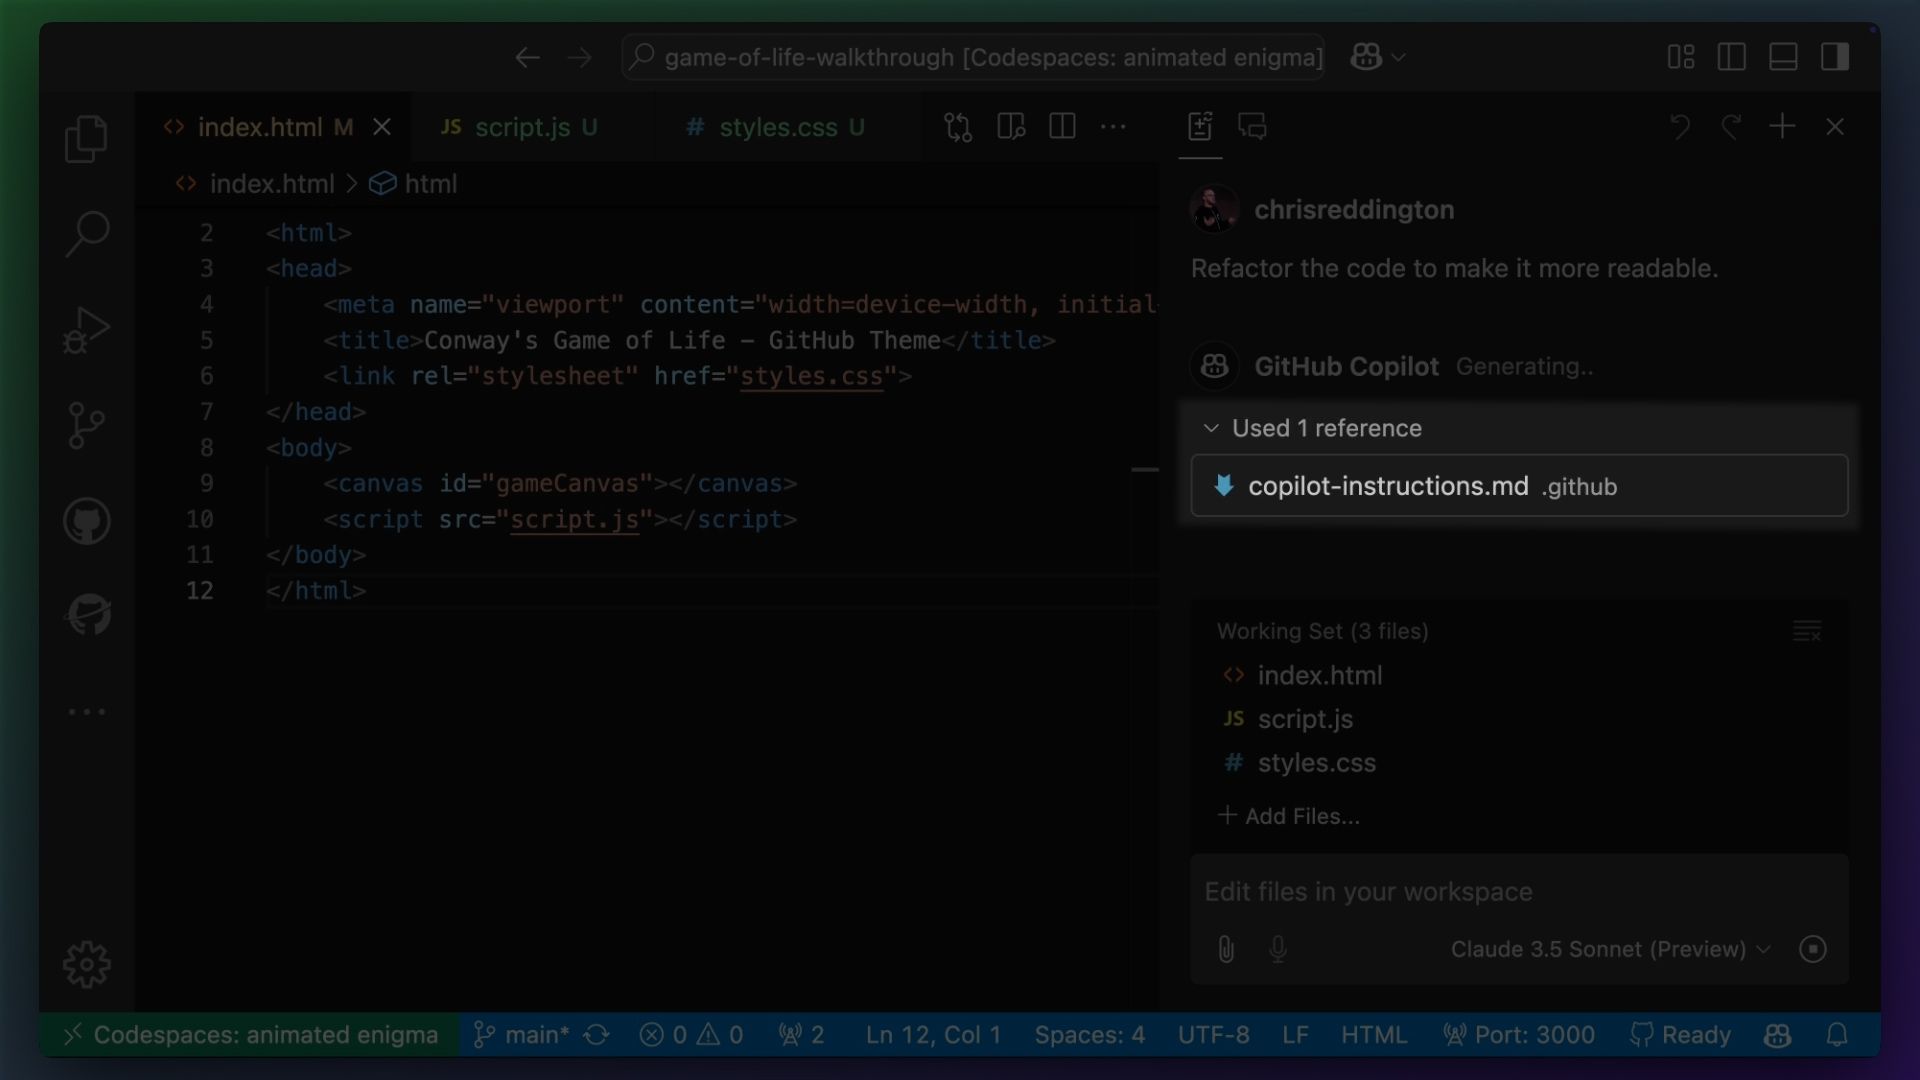 game-of-life-walkthrough [Codespaces: animated enigma]
index.html M
JS script.js U
# styles.css U
index.html > html
chrisreddington
Refactor the code to make it more readable.
2 <html>
3 <head>
4 <meta name="viewport" content="width=device-width, initial-
5 <title>Conway's Game of Life - GitHub Theme</title>
6 <link rel="stylesheet" href="styles.css">
7 </head>
8 <body>
9 <canvas id="gameCanvas"></canvas>
10 <script src="script.js"></script>
11 </body>
12 </html>
GitHub Copilot Generating..
Used 1 reference
copilot-instructions.md .github
Working Set (3 files)
index.html
JS script.js
# styles.css
+ Add Files...
Edit files in your workspace
Claude 3.5 Sonnet (Preview)
Codespaces: animated enigma main* 0 0 2 Ln 12, Col 1 Spaces: 4 UTF-8 LF HTML Port: 3000 Ready